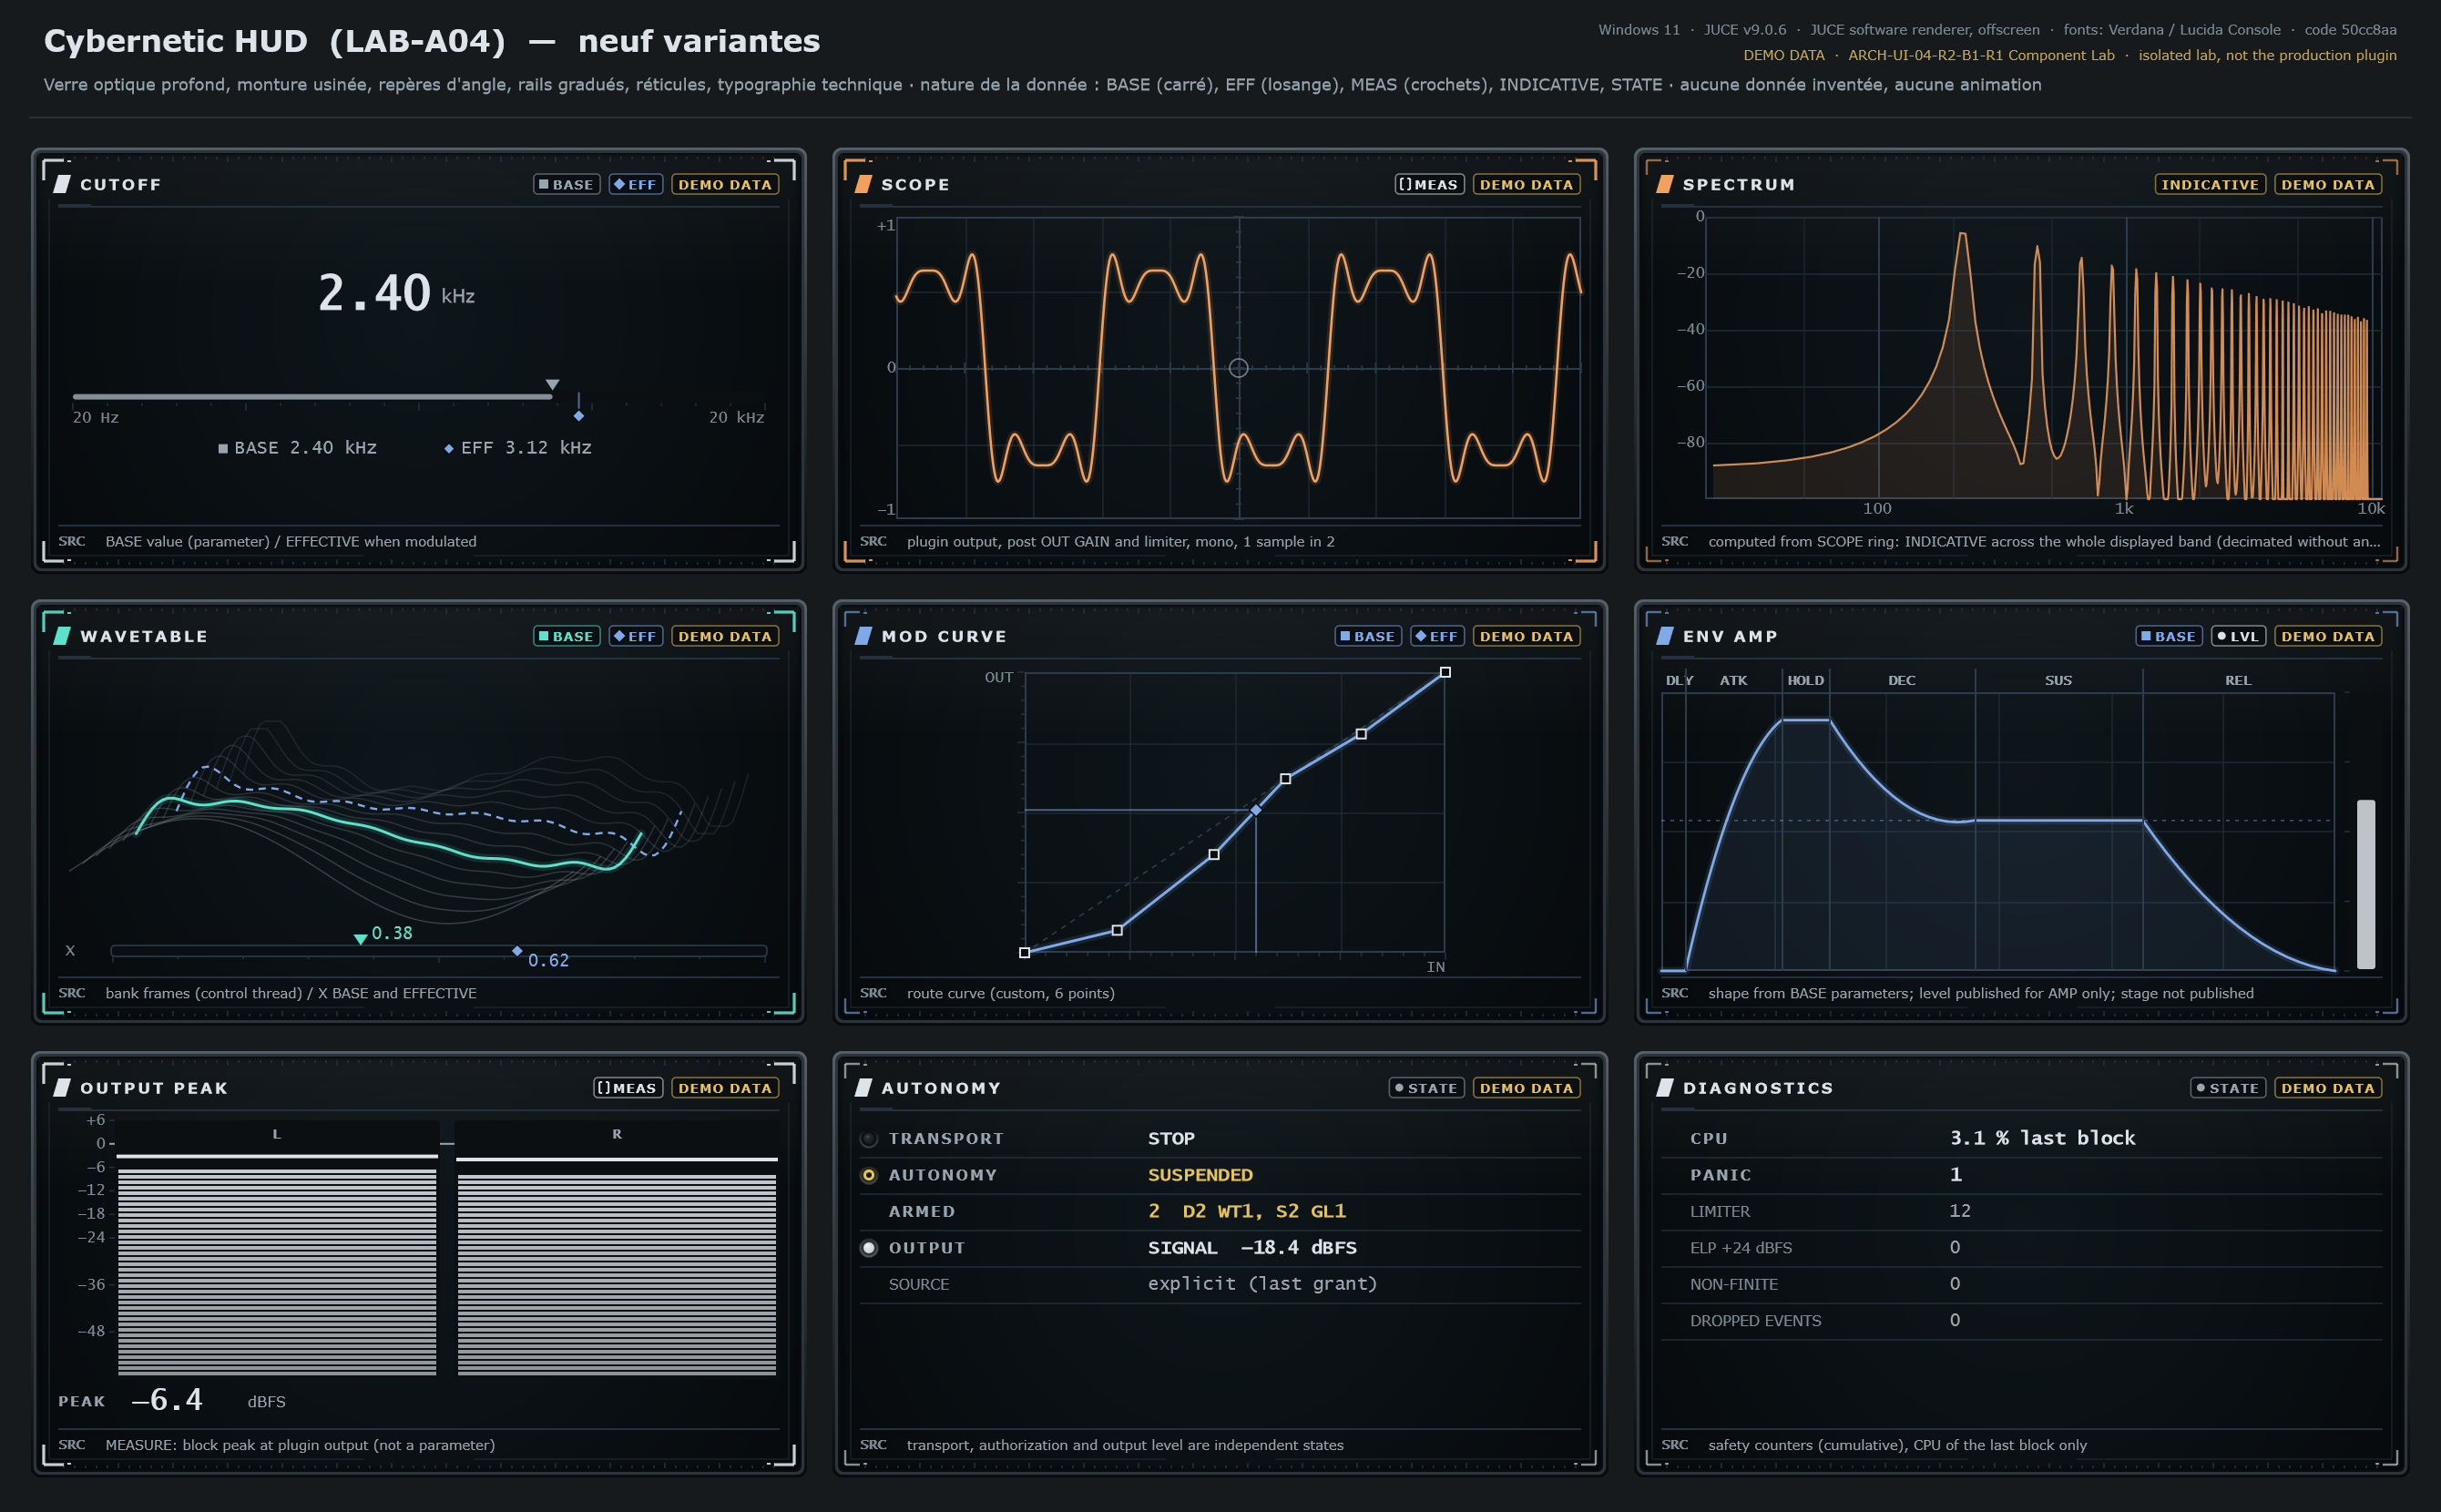 Cybernetic HUD (LAB-A04) — neuf variantes
Windows 11 · JUCE v9.0.6 · JUCE software renderer, offscreen · fonts: Verdana / Lucida Console · code 50cc8aa
DEMO DATA · ARCH-UI-04-R2-B1-R1 Component Lab · isolated lab, not the production plugin
Verre optique profond, monture usinée, repères d'angle, rails gradués, réticules, typographie technique · nature de la donnée : BASE (carré), EFF (losange), MEAS (crochets), INDICATIVE, STATE · aucune donnée inventée, aucune animation
CUTOFF BASE EFF DEMO DATA
2.40 kHz
20 Hz 20 kHz
BASE 2.40 kHz EFF 3.12 kHz
SRC BASE value (parameter) / EFFECTIVE when modulated
SCOPE []MEAS DEMO DATA
+1
0
−1
SRC plugin output, post OUT GAIN and limiter, mono, 1 sample in 2
SPECTRUM INDICATIVE DEMO DATA
0
−20
−40
−60
−80
100 1k 10k
SRC computed from SCOPE ring: INDICATIVE across the whole displayed band (decimated without an...
WAVETABLE BASE EFF DEMO DATA
0.38
X
0.62
SRC bank frames (control thread) / X BASE and EFFECTIVE
MOD CURVE BASE EFF DEMO DATA
OUT
IN
SRC route curve (custom, 6 points)
ENV AMP BASE LVL DEMO DATA
DLY ATK HOLD DEC SUS REL
SRC shape from BASE parameters; level published for AMP only; stage not published
OUTPUT PEAK []MEAS DEMO DATA
L R
+6
0
−6
−12
−18
−24
−36
−48
PEAK −6.4 dBFS
SRC MEASURE: block peak at plugin output (not a parameter)
AUTONOMY STATE DEMO DATA
TRANSPORT STOP
AUTONOMY SUSPENDED
ARMED 2 D2 WT1, S2 GL1
OUTPUT SIGNAL −18.4 dBFS
SOURCE explicit (last grant)
SRC transport, authorization and output level are independent states
DIAGNOSTICS STATE DEMO DATA
CPU 3.1 % last block
PANIC 1
LIMITER 12
ELP +24 dBFS 0
NON-FINITE 0
DROPPED EVENTS 0
SRC safety counters (cumulative), CPU of the last block only